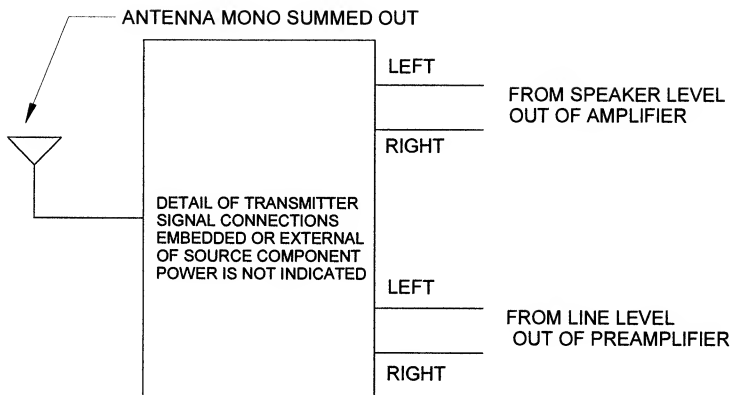 ANTENNA MONO SUMMED OUT
LEFT
FROM SPEAKER LEVEL
OUT OF AMPLIFIER
RIGHT
DETAIL OF TRANSMITTER
SIGNAL CONNECTIONS
EMBEDDED OR EXTERNAL
OF SOURCE COMPONENT
POWER IS NOT INDICATED
LEFT
FROM LINE LEVEL
OUT OF PREAMPLIFIER
RIGHT